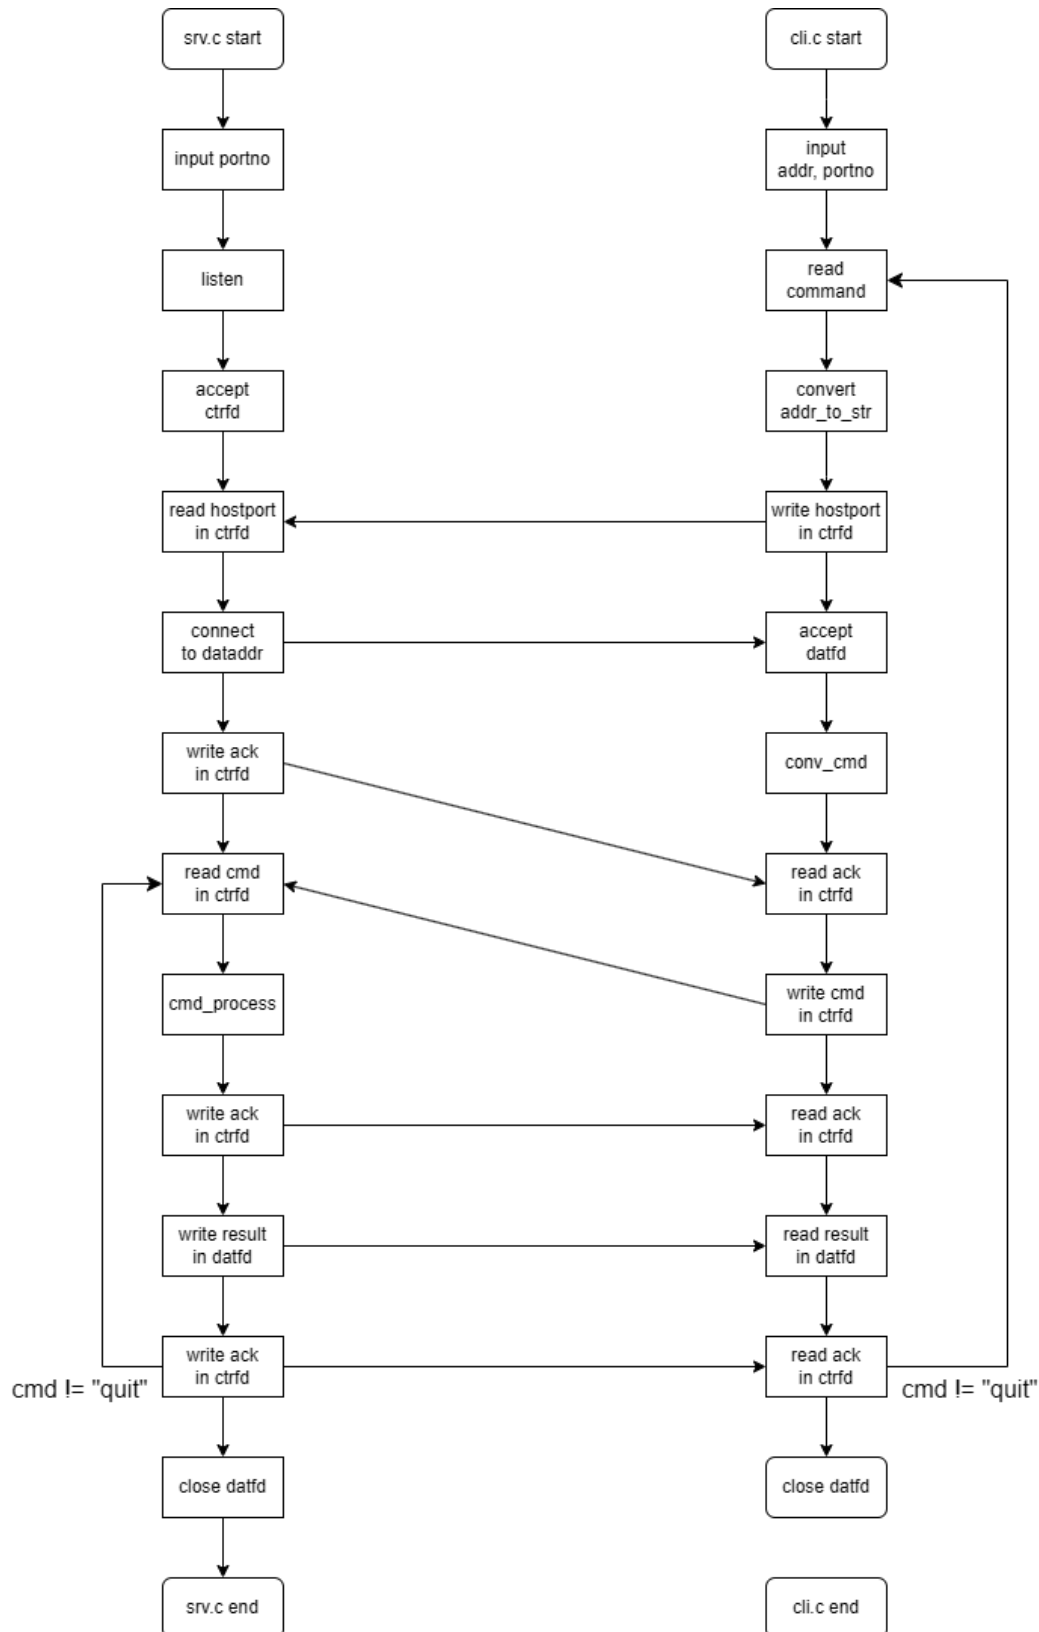 srv.c start
cli.c start
input portno
input
addr, portno
listen
read
command
accept
ctrfd
convert
addr_to_str
read hostport
in ctrfd
write hostport
in ctrfd
connect
to dataddr
accept
datfd
write ack
in ctrfd
conv_cmd
read cmd
in ctrfd
read ack
in ctrfd
cmd_process
write cmd
in ctrfd
write ack
in ctrfd
read ack
in ctrfd
write result
in datfd
read result
in datfd
write ack
in ctrfd
read ack
in ctrfd
cmd != "quit"
cmd != "quit"
close datfd
close datfd
srv.c end
cli.c end